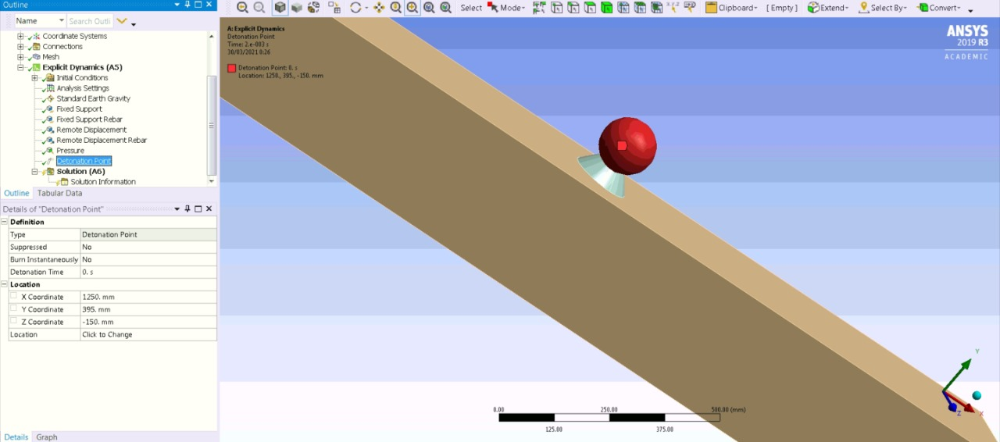 Outline
Name
Search Outli
Select
Mode
Clipboard
[ Empty ]
Extend
Select By
Convert
Coordinate Systems
Connections
Mesh
Explicit Dynamics (A5)
Initial Conditions
Analysis Settings
Standard Earth Gravity
Fixed Support
Fixed Support Rebar
Remote Displacement
Remote Displacement Rebar
Pressure
Detonation Point
Solution (A6)
Solution Information
Outline Tabular Data
Details of "Detonation Point"
Definition
Type Detonation Point
Suppressed No
Burn Instantaneously No
Detonation Time 0. s
Location
X Coordinate 1250. mm
Y Coordinate 395. mm
Z Coordinate -150. mm
Location Click to Change
Details Graph
A: Explicit Dynamics
Detonation Point
Time: 2.e-003 s
30/03/2021 0:26
Detonation Point: 0. s
Location: 1250., 395., -150. mm
ANSYS
2019 R3
ACADEMIC
0.00 250.00 500.00 (mm)
125.00 375.00
Y
Z
X